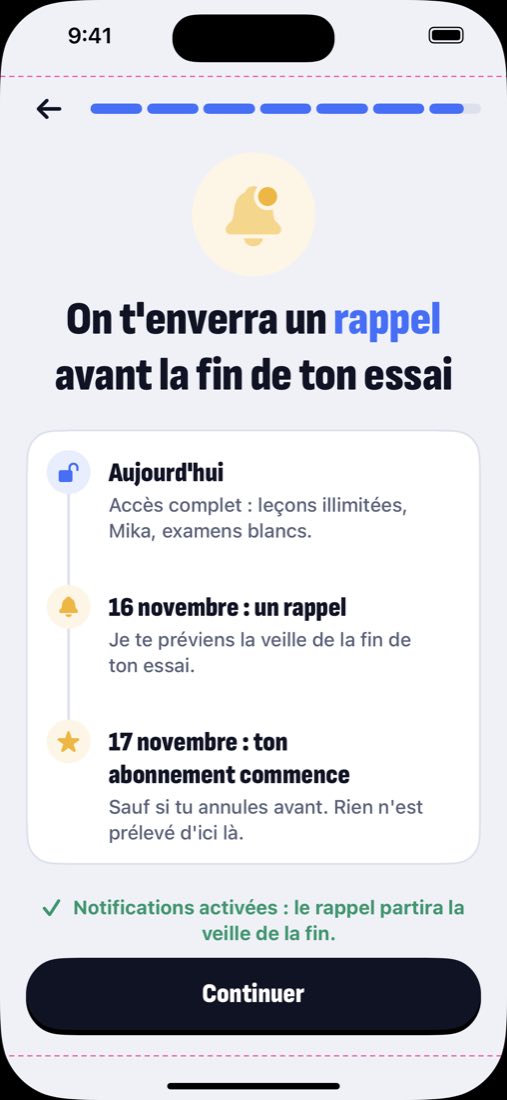 9:41
On t'enverra un rappel
avant la fin de ton essai
Aujourd'hui
Accès complet : leçons illimitées,
Mika, examens blancs.
16 novembre : un rappel
Je te préviens la veille de la fin de
ton essai.
17 novembre : ton
abonnement commence
Sauf si tu annules avant. Rien n'est
prélevé d'ici là.
Notifications activées : le rappel partira la
veille de la fin.
Continuer